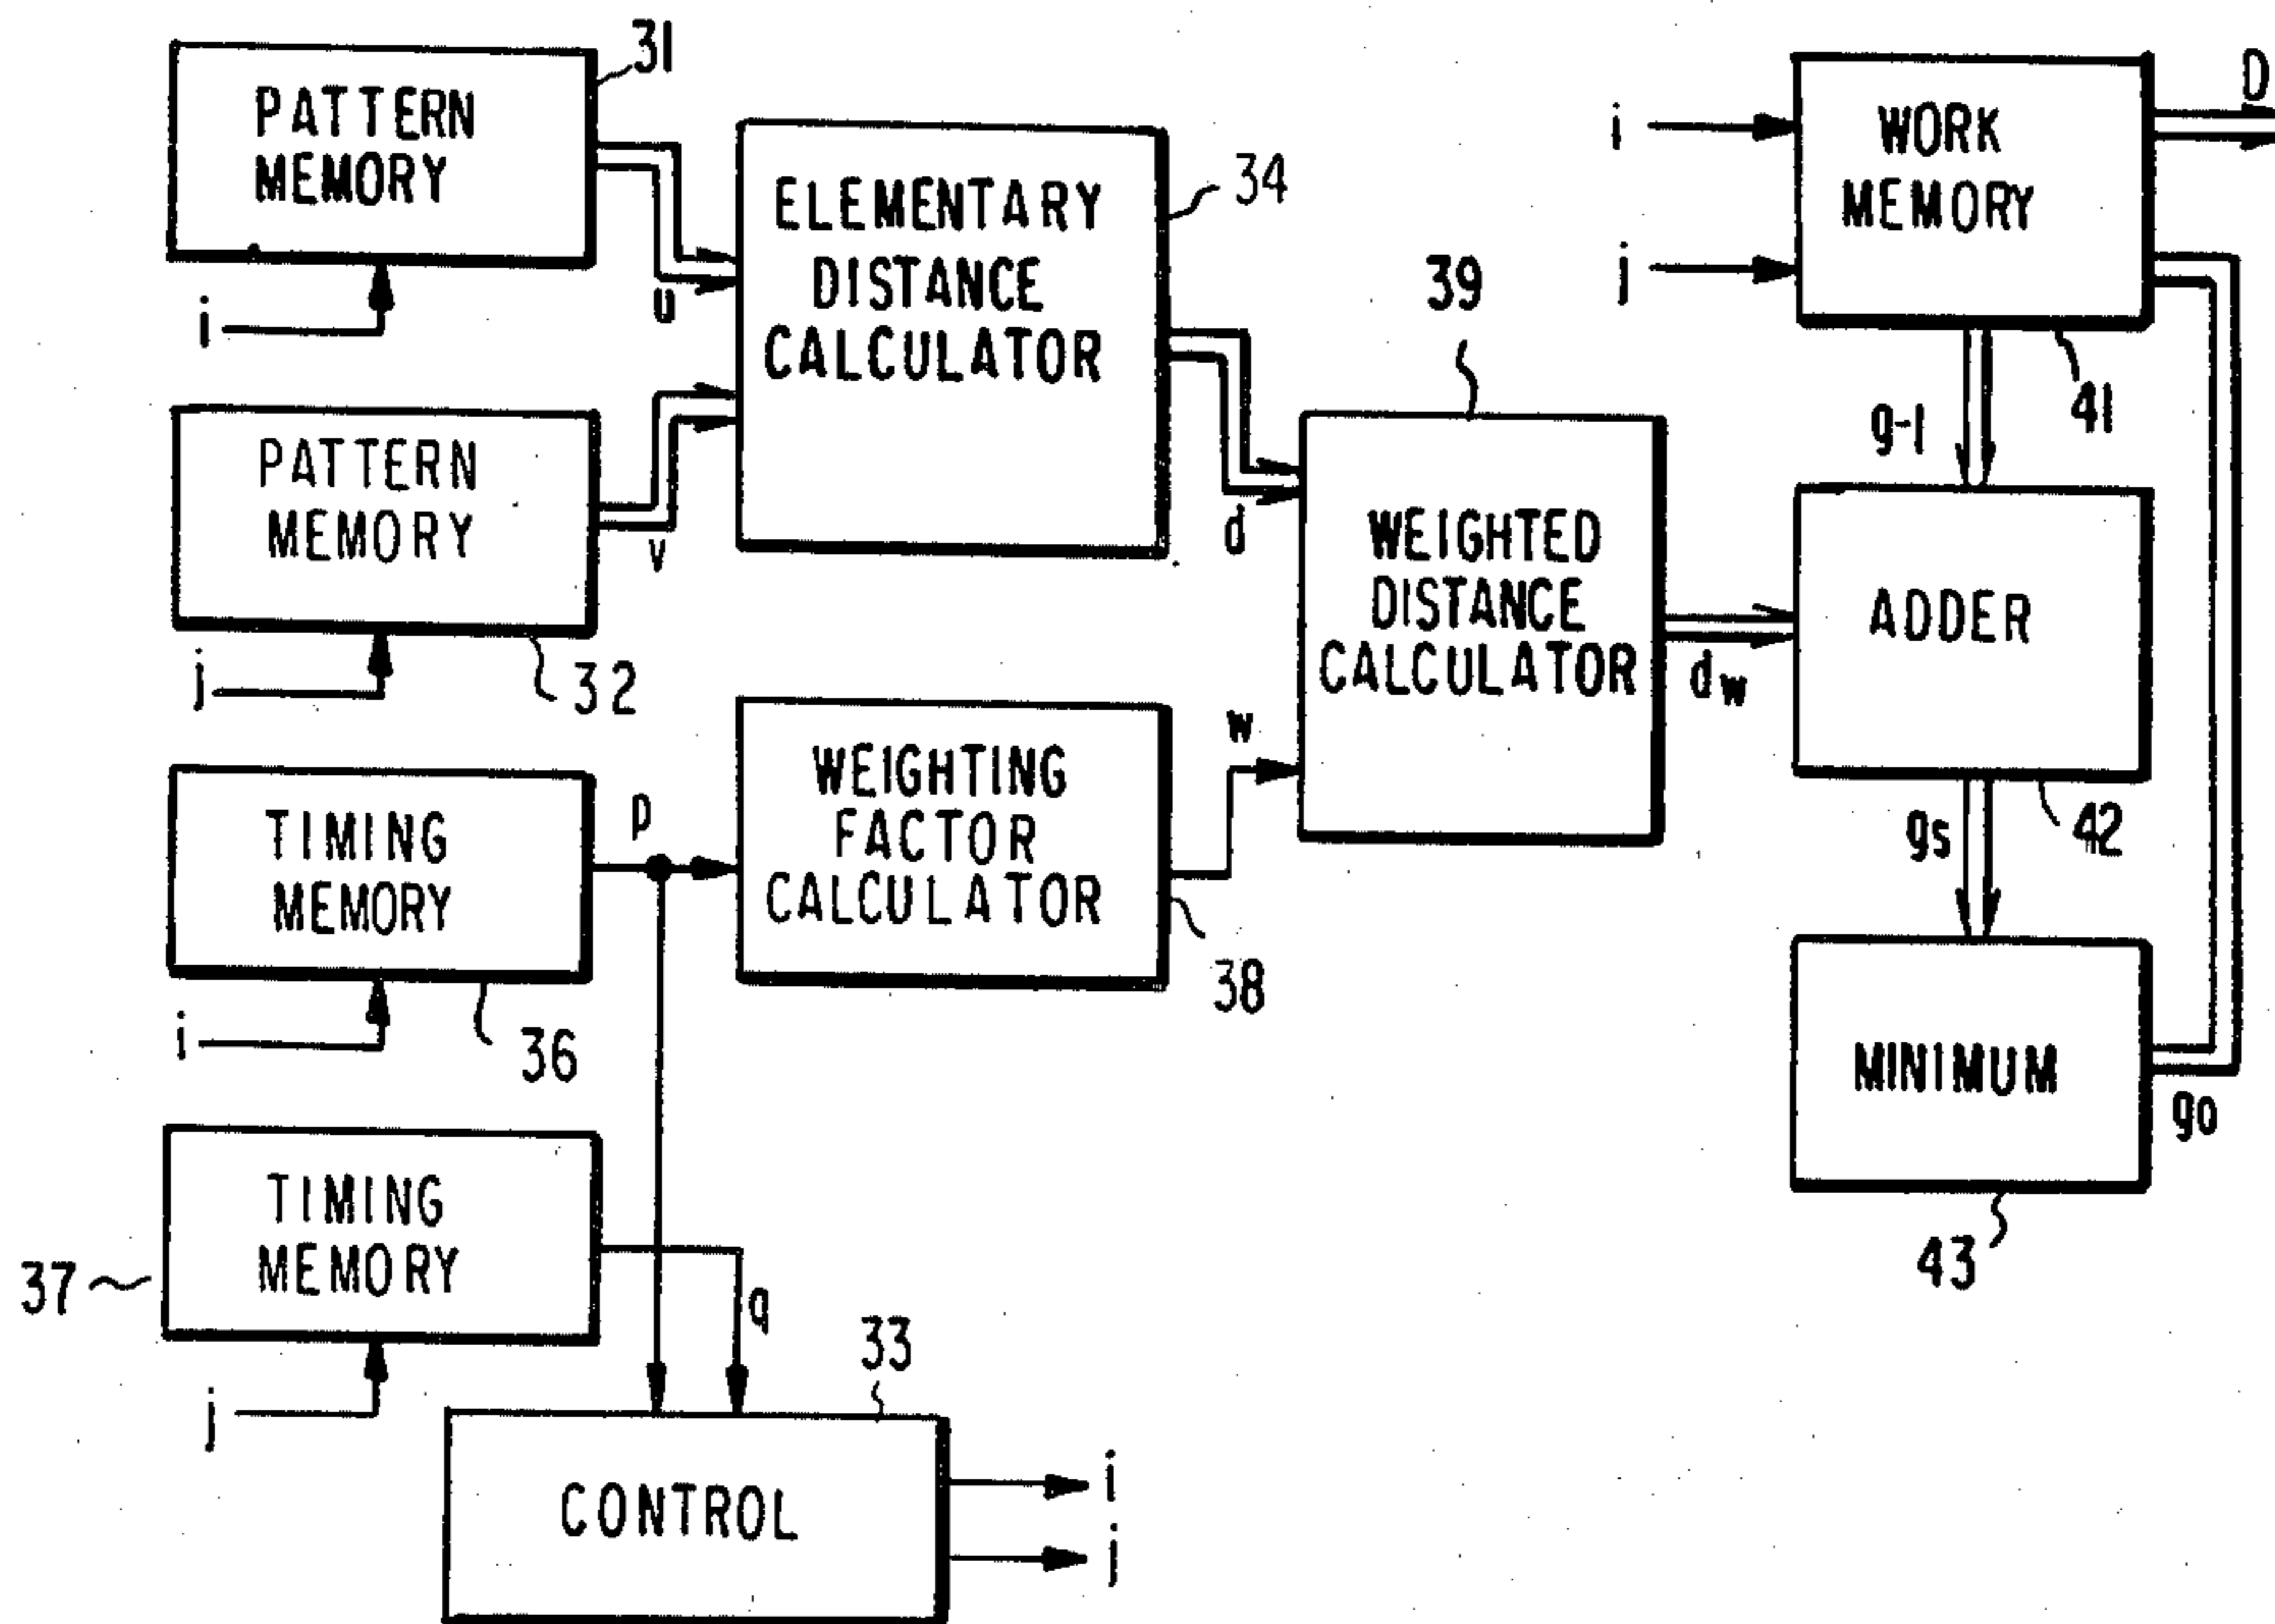 31
PATTERN
MEMORY
i
u
ELEMENTARY
DISTANCE
CALCULATOR
34
PATTERN
MEMORY
j
32
v
d
39
WEIGHTED
DISTANCE
CALCULATOR
dw
i
j
WORK
MEMORY
D
41
g-1
ADDER
42
gs
MINIMUM
43
go
TIMING
MEMORY
i
36
p
WEIGHTING
FACTOR
CALCULATOR
w
38
TIMING
MEMORY
37
j
q
33
CONTROL
i
j